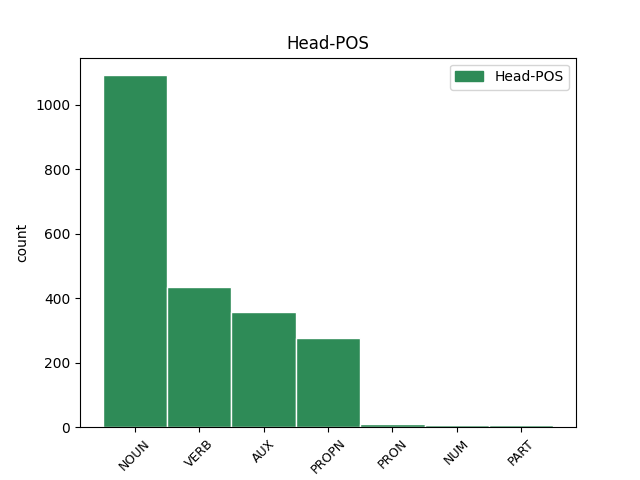 Head-POS
Head-POS
count
1000
800
600
400
200
0
NOUN
VERB
AUX
PROPN
PRON
NUM
PART